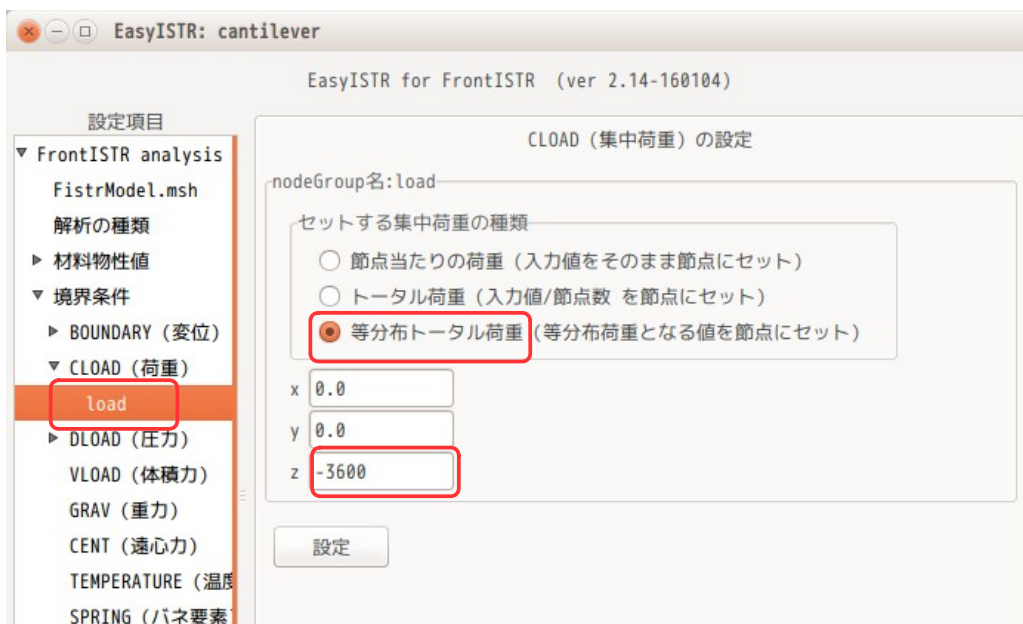 EasyISTR: cantilever
EasyISTR for FrontISTR (ver 2.14-160104)
設定項目
FrontISTR analysis
FistrModel.msh
解析の種類
材料物性値
境界条件
BOUNDARY (変位)
CLOAD (荷重)
load
DLOAD (圧力)
VLOAD (体積力)
GRAV (重力)
CENT (遠心力)
TEMPERATURE (温度
SPRING (バネ要素
CLOAD (集中荷重) の設定
nodeGroup名:load
セットする集中荷重の種類
節点当たりの荷重 (入力値をそのまま節点にセット)
トータル荷重 (入力値/節点数 を節点にセット)
等分布トータル荷重 (等分布荷重となる値を節点にセット)
x 0.0
y 0.0
z -3600
設定